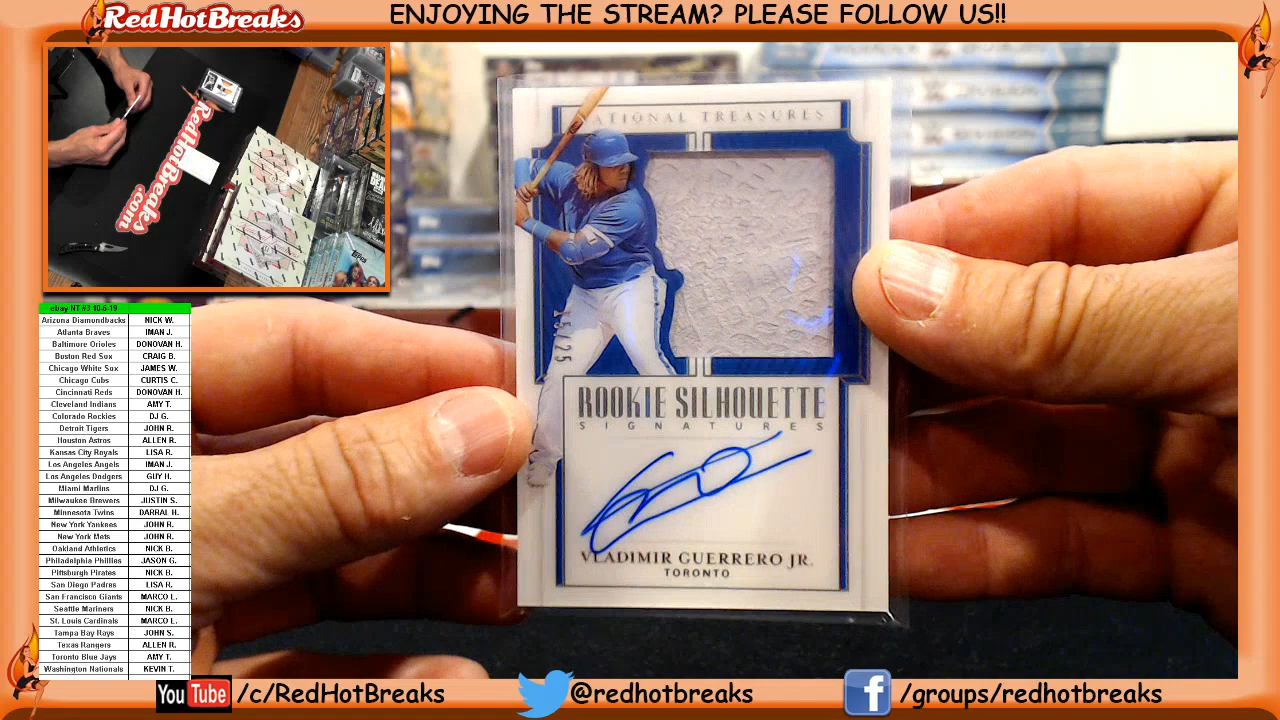 RedHotBreaks
ENJOYING THE STREAM? PLEASE FOLLOW US!!
RedHotBreaks
.com
ebay NT #3 10-6-19
Arizona Diamondbacks NICK W.
Atlanta Braves IMAN J.
Baltimore Orioles DONOVAN H.
Boston Red Sox CRAIG B.
Chicago White Sox JAMES W.
Chicago Cubs CURTIS C.
Cincinnati Reds DONOVAN H.
Cleveland Indians AMY T.
Colorado Rockies DJ G.
Detroit Tigers JOHN R.
Houston Astros ALLEN R.
Kansas City Royals LISA R.
Los Angeles Angels IMAN J.
Los Angeles Dodgers GUY H.
Miami Marlins DJ G.
Milwaukee Brewers JUSTIN S.
Minnesota Twins DARRAL H.
New York Yankees JOHN R.
New York Mets JOHN R.
Oakland Athletics NICK B.
Philadelphia Phillies JASON G.
Pittsburgh Pirates NICK B.
San Diego Padres LISA R.
San Francisco Giants MARCO L.
Seattle Mariners NICK B.
St. Louis Cardinals MARCO L.
Tampa Bay Rays JOHN S.
Texas Rangers ALLEN R.
Toronto Blue Jays AMY T.
Washington Nationals KEVIN T.
NATIONAL TREASURES
15/25
ROOKIE SILHOUETTE
SIGNATURES
VLADIMIR GUERRERO JR.
TORONTO
YouTube /c/RedHotBreaks
@redhotbreaks
f /groups/redhotbreaks